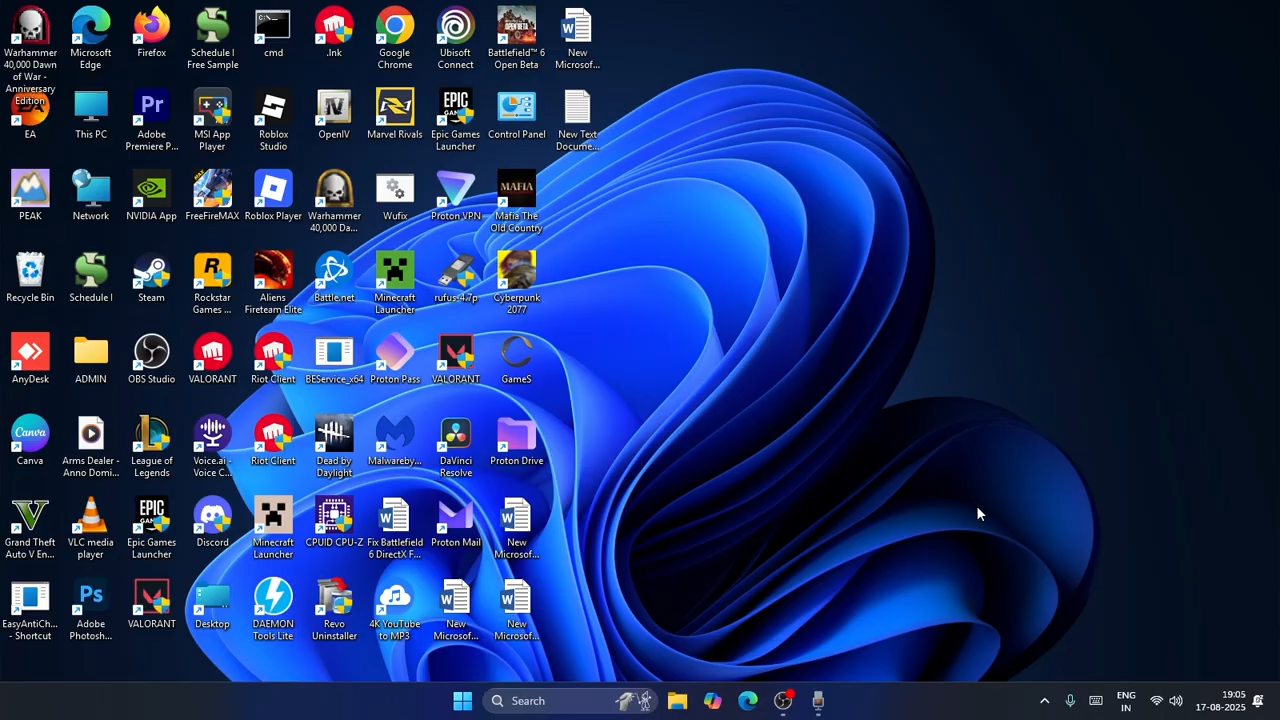 Warhammer
40,000 Dawn
of War -
Anniversary
Edition
Microsoft
Edge
Firefox
Schedule I
Free Sample
cmd
.lnk
Google
Chrome
Ubisoft
Connect
Battlefield™ 6
Open Beta
New
Microsof...
EA
This PC
Adobe
Premiere P...
MSI App
Player
Roblox
Studio
OpenIV
Marvel Rivals
Epic Games
Launcher
Control Panel
New Text
Docume...
PEAK
Network
NVIDIA App
FreeFireMAX
Roblox Player
Warhammer
40,000 Da...
Wufix
Proton VPN
MAFIA
Mafia The
Old Country
Recycle Bin
Schedule I
Steam
Rockstar
Games ...
Aliens
Fireteam Elite
Battle.net
Minecraft
Launcher
rufus-4.7p
Cyberpunk
2077
AnyDesk
ADMIN
OBS Studio
VALORANT
Riot Client
BEService_x64
Proton Pass
VALORANT
GameS
Canva
Canva
Arms Dealer -
Anno Domi...
League of
Legends
Voice.ai -
Voice C...
Riot Client
Dead by
Daylight
Malwareby...
DaVinci
Resolve
Proton Drive
Grand Theft
Auto V En...
VLC media
player
EPIC
Epic Games
Launcher
Discord
Minecraft
Launcher
CPUID CPU-Z
Fix Battlefield
6 DirectX F...
Proton Mail
New
Microsof...
EasyAntiCh...
- Shortcut
Ps
Adobe
Photosh...
VALORANT
Desktop
DAEMON
Tools Lite
Revo
Uninstaller
4K YouTube
to MP3
New
Microsof...
New
Microsof...
Search
ENG
IN
19:05
17-08-2025